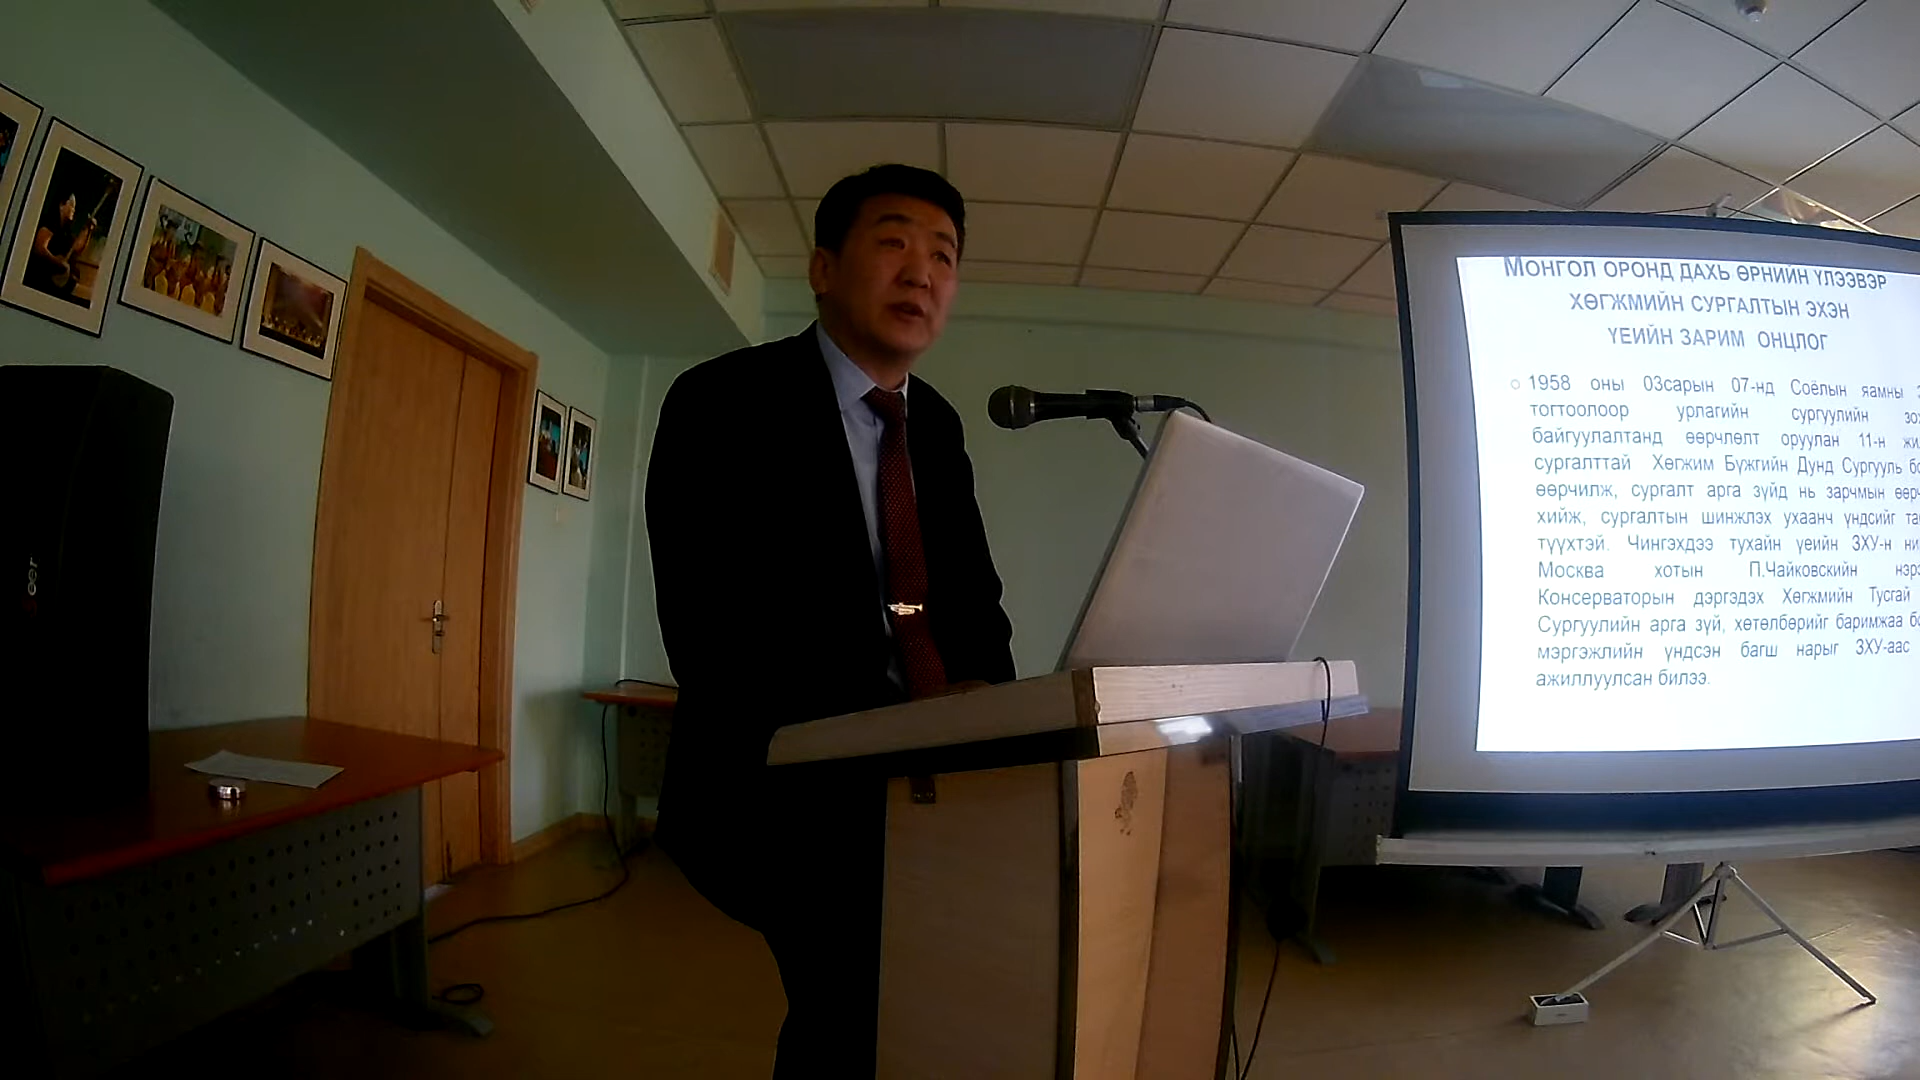 МОНГОЛ ОРОНД ДАХЬ ӨРНИЙН ҮЛЭЭВЭР
ХӨГЖМИЙН СУРГАЛТЫН ЭХЭН
ҮЕИЙН ЗАРИМ ОНЦЛОГ
1958 оны 03сарын 07-нд Соёлын яамны
тогтоолоор урлагийн сургуулийн
байгуулалтанд өөрчлөлт оруулан 11-н
сургалттай Хөгжим Бүжгийн Дунд Сургууль
өөрчилж, сургалт арга зүйд нь зарчмын
хийж, сургалтын шинжлэх ухаанч үндсийг
түүхтэй. Чингэхдээ тухайн үеийн ЗХУ-н
Москва хотын П.Чайковскийн
Консерваторын дэргэдэх Хөгжмийн Тусгай
Сургуулийн арга зүй, хөтөлбөрийг баримжаа
мэргэжлийн үндсэн багш нарыг ЗХУ-аас
ажиллуулсан билээ.